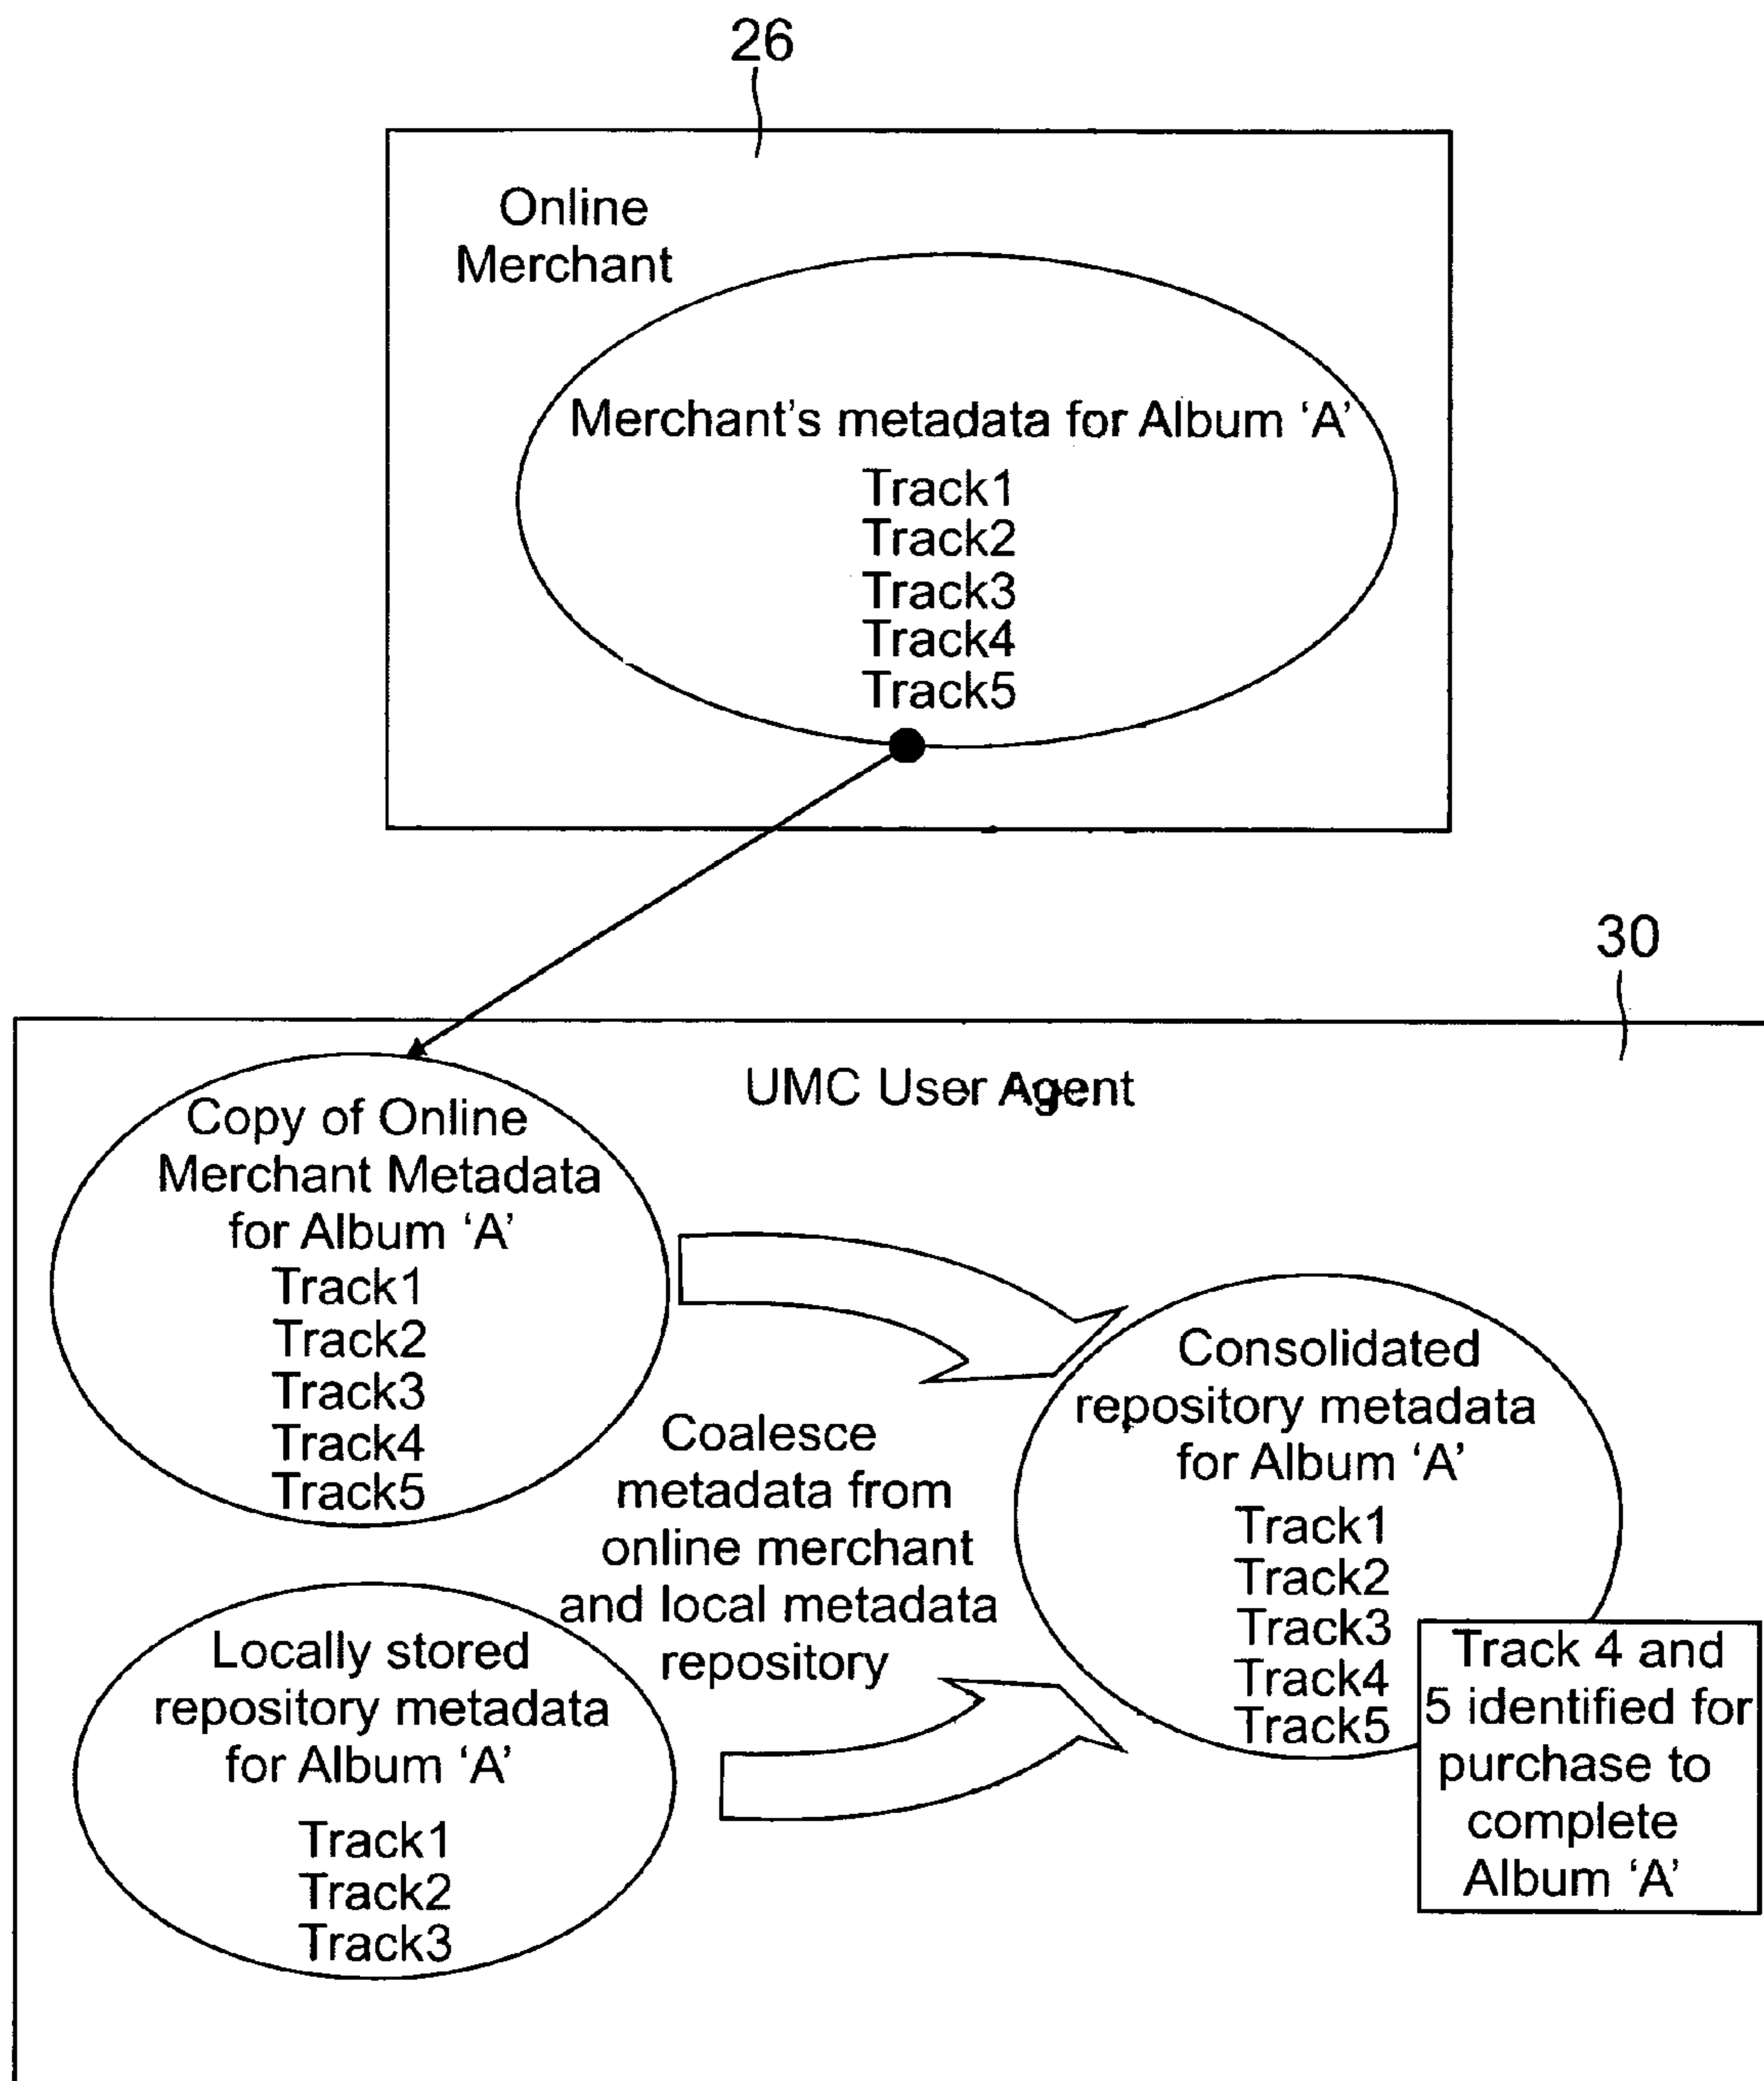 26
Online
Merchant
Merchant's metadata for Album ‘A’
Track1
Track2
Track3
Track4
Track5
30
UMC User Agent
Copy of Online
Merchant Metadata
for Album ‘A’
Track1
Track2
Track3
Track4
Track5
Coalesce
metadata from
online merchant
and local metadata
repository
Locally stored
repository metadata
for Album ‘A’
Track1
Track2
Track3
Consolidated
repository metadata
for Album ‘A’
Track1
Track2
Track3
Track4
Track5
Track 4 and
5 identified for
purchase to
complete
Album ‘A’